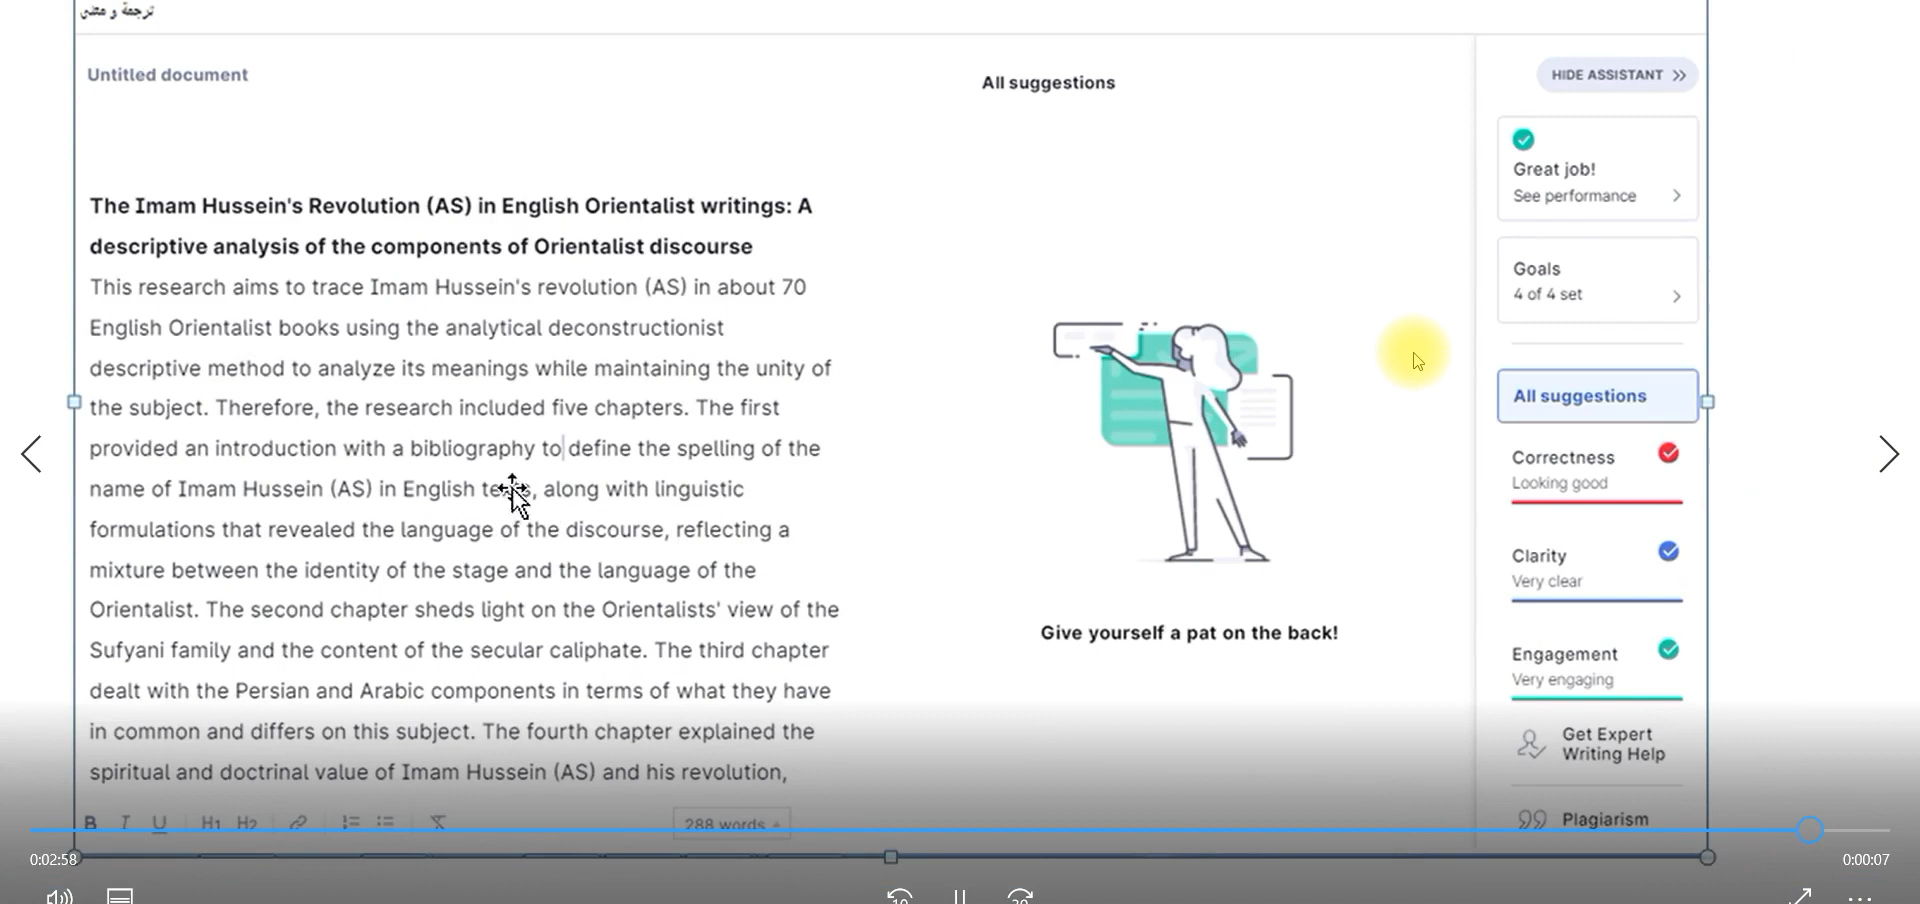 ترجمة و معنى
Untitled document
All suggestions
HIDE ASSISTANT
Great job!
See performance
Goals
4 of 4 set
The Imam Hussein's Revolution (AS) in English Orientalist writings: A
descriptive analysis of the components of Orientalist discourse
This research aims to trace Imam Hussein's revolution (AS) in about 70
English Orientalist books using the analytical deconstructionist
descriptive method to analyze its meanings while maintaining the unity of
the subject. Therefore, the research included five chapters. The first
provided an introduction with a bibliography to define the spelling of the
name of Imam Hussein (AS) in English texts, along with linguistic
formulations that revealed the language of the discourse, reflecting a
mixture between the identity of the stage and the language of the
Orientalist. The second chapter sheds light on the Orientalists' view of the
Sufyani family and the content of the secular caliphate. The third chapter
dealt with the Persian and Arabic components in terms of what they have
in common and differs on this subject. The fourth chapter explained the
spiritual and doctrinal value of Imam Hussein (AS) and his revolution,
Give yourself a pat on the back!
All suggestions
Correctness
Looking good
Clarity
Very clear
Engagement
Very engaging
Get Expert
Writing Help
Plagiarism
B I U H1 H2
288 words
0:02:58
0:00:07
10
30